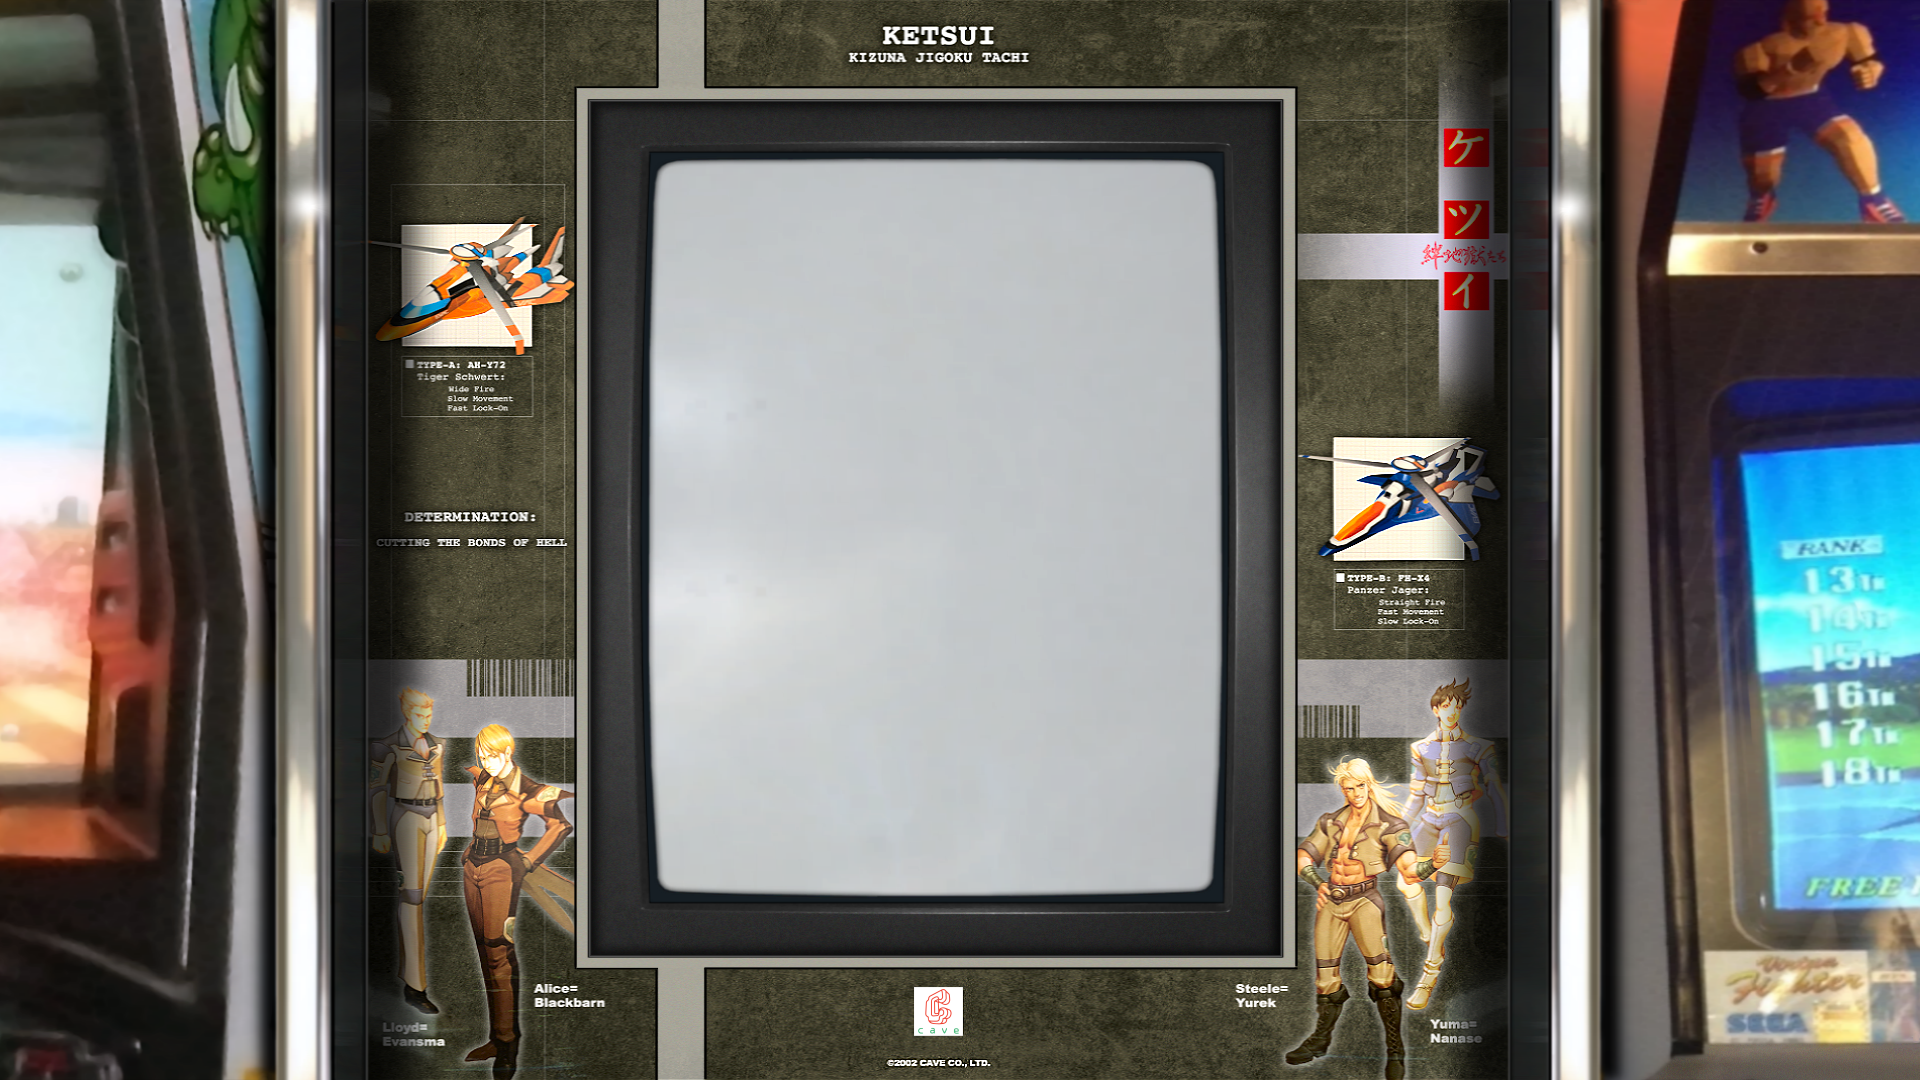 KETSUI
KIZUNA JIGOKU TACHI
ケ
ツ
絆地獄たち
イ
TYPE-A: AH-Y72
Tiger Schwert:
Wide Fire
Slow Movement
Fast Lock-On
DETERMINATION:
CUTTING THE BONDS OF HELL
TYPE-B: FH-X4
Panzer Jager:
Straight Fire
Fast Movement
Slow Lock-On
RANK
13TH
14TH
15TH
16TH
17TH
18TH
FREE
Alice=
Blackbarn
Lloyd=
Evansma
cave
©2002 CAVE CO., LTD.
Steele=
Yurek
Yuma=
Nanase
Virtua
Fighter
SEGA